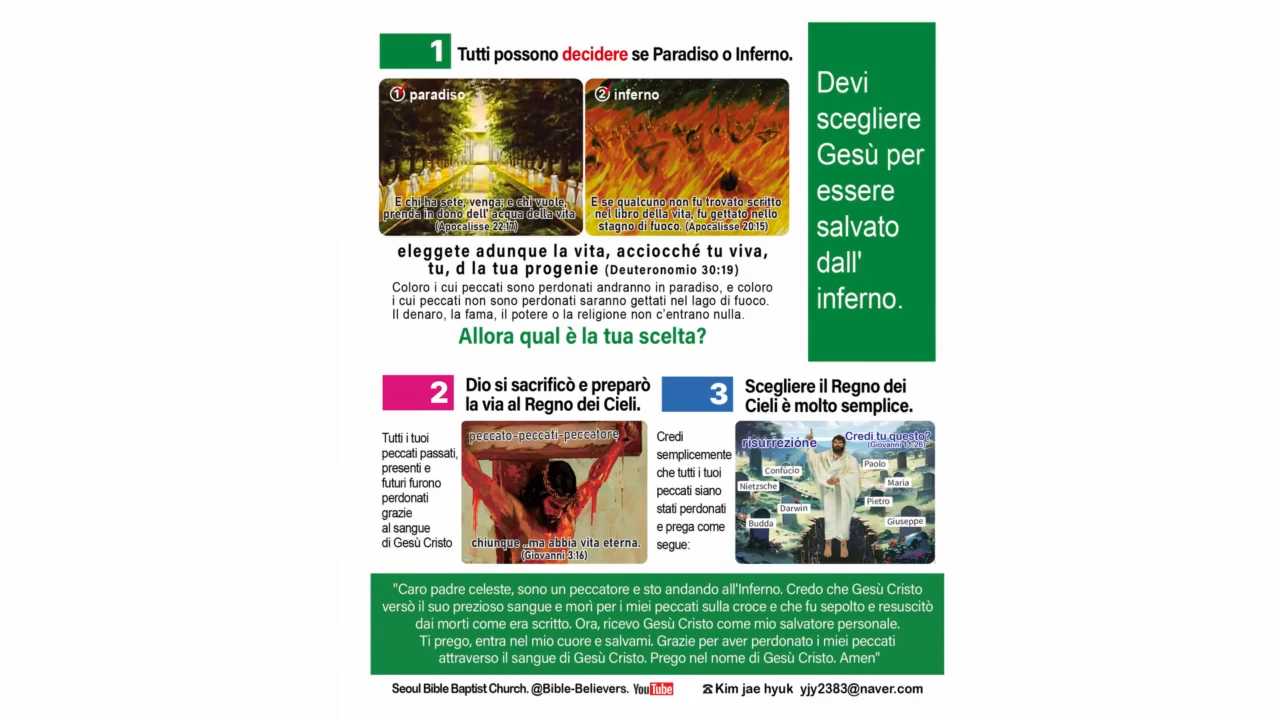 1 Tutti possono decidere se Paradiso o Inferno.
1 paradiso
E chi ha sete, venga; e chi vuole,
prenda in dono dell' acqua della vita
(Apocalisse 22:17)
2 inferno
E se qualcuno non fu trovato scritto
nel libro della vita, fu gettato nello
stagno di fuoco. (Apocalisse 20:15)
eleggete adunque la vita, acciocché tu viva,
tu, d la tua progenie (Deuteronomio 30:19)
Coloro i cui peccati sono perdonati andranno in paradiso, e coloro
i cui peccati non sono perdonati saranno gettati nel lago di fuoco.
Il denaro, la fama, il potere o la religione non c'entrano nulla.
Allora qual è la tua scelta?
Devi
scegliere
Gesù per
essere
salvato
dall'
inferno.
2 Dio si sacrificò e preparò
la via al Regno dei Cieli.
Tutti i tuoi
peccati passati,
presenti e
futuri furono
perdonati
grazie
al sangue
di Gesù Cristo
peccato-peccati-peccatore
chiunque ..ma abbia vita eterna.
(Giovanni 3:16)
3 Scegliere il Regno dei
Cieli è molto semplice.
Credi
semplicemente
che tutti i tuoi
peccati siano
stati perdonati
e prega come
segue:
risurrezióne
Credi tu questo?
(Giovanni 11:26)
Confùcio
Nietzsche
Darwin
Budda
Paolo
Maria
Pietro
Giuseppe
"Caro padre celeste, sono un peccatore e sto andando all'Inferno. Credo che Gesù Cristo
versò il suo prezioso sangue e morì per i miei peccati sulla croce e che fu sepolto e resuscitò
dai morti come era scritto. Ora, ricevo Gesù Cristo come mio salvatore personale.
Ti prego, entra nel mio cuore e salvami. Grazie per aver perdonato i miei peccati
attraverso il sangue di Gesù Cristo. Prego nel nome di Gesù Cristo. Amen"
Seoul Bible Baptist Church. @Bible-Believers. YouTube ☎Kim jae hyuk yjy2383@naver.com